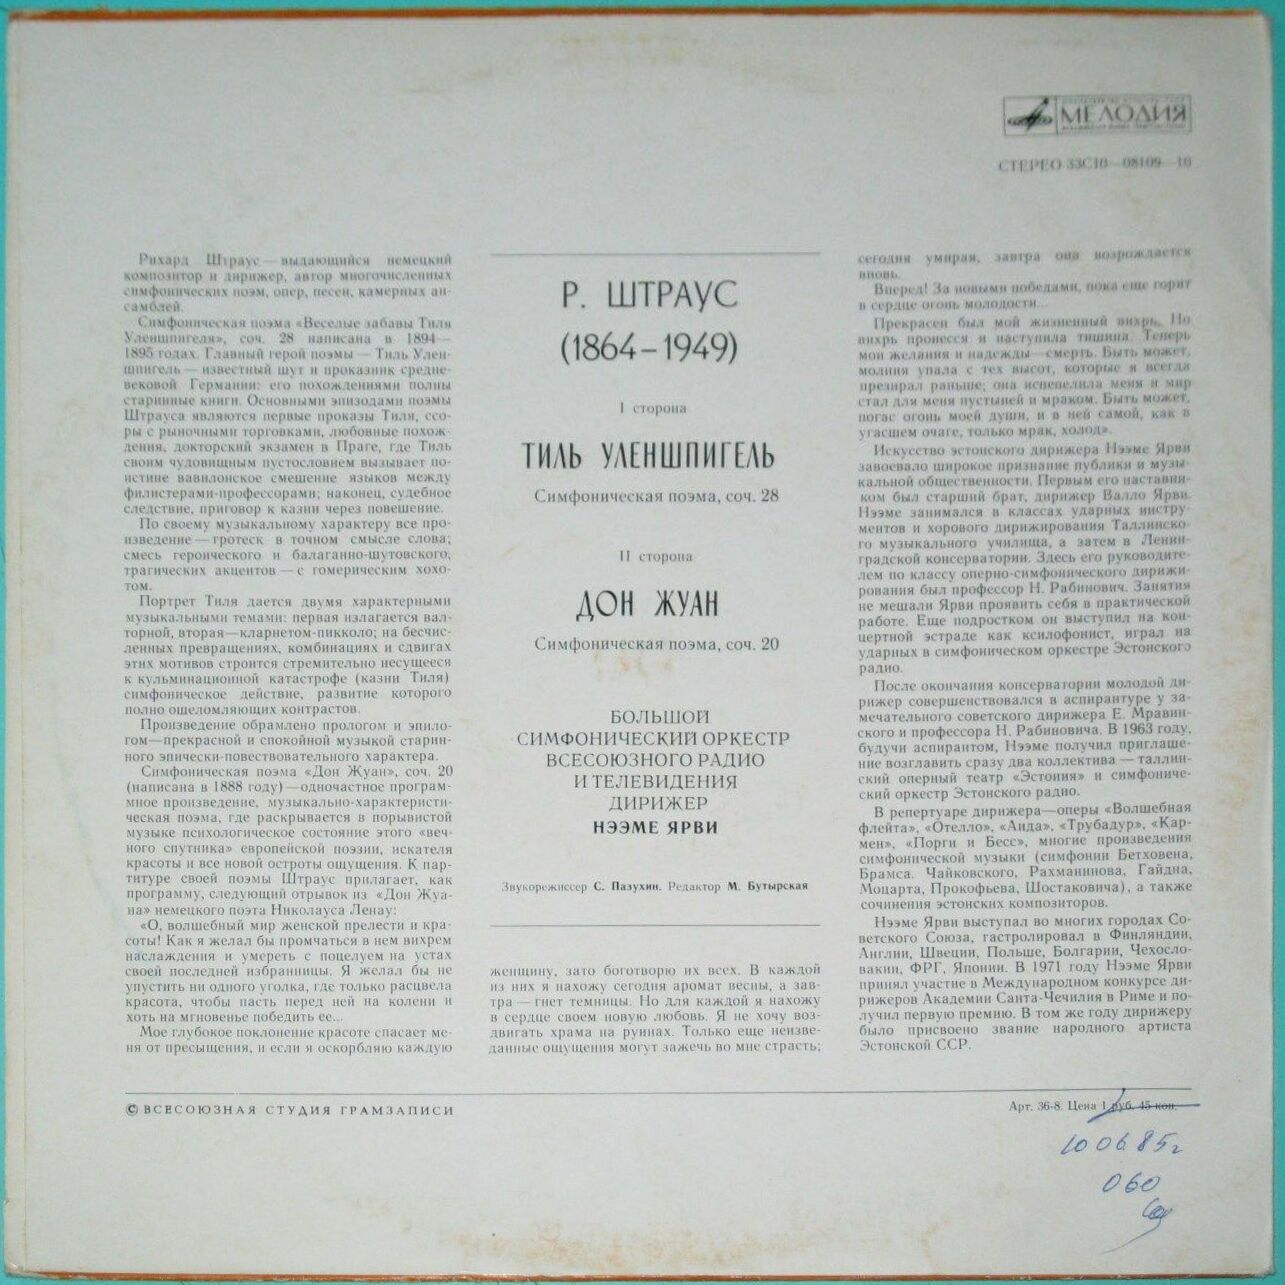 МЕЛОДИЯ
СТЕРЕО 33С10—08109—10
Рихард Штраус — выдающийся немецкий
композитор и дирижер, автор многочисленных
симфонических поэм, опер, песен, камерных ан-
самблей.
Симфоническая поэма «Веселые забавы Тиля
Уленшпигеля», соч. 28 написана в 1894—
1895 годах. Главный герой поэмы — Тиль Улен-
шпигель — известный шут и проказник средне-
вековой Германии: его похождениями полны
старинные книги. Основными эпизодами поэмы
Штрауса являются первые проказы Тиля, ссо-
ры с рыночными торговками, любовные похож-
дения, докторский экзамен в Праге, где Тиль
своим чудовищным пустословием вызывает по-
истине вавилонское смешение языков между
филистерами-профессорами; наконец, судебное
следствие, приговор к казни через повешение.
По своему музыкальному характеру все про-
изведение — гротеск в точном смысле слова;
смесь героического и балаганно-шутовского,
трагических акцентов — с гомерическим хохо-
том.
Портрет Тиля дается двумя характерными
музыкальными темами: первая излагается вал-
торной, вторая—кларнетом-пикколо; на бесчис-
ленных превращениях, комбинациях и сдвигах
этих мотивов строится стремительно несущееся
к кульминационной катастрофе (казни Тиля)
симфоническое действие, развитие которого
полно ошеломляющих контрастов.
Произведение обрамлено прологом и эпило-
гом—прекрасной и спокойной музыкой старин-
ного эпически-повествовательного характера.
Симфоническая поэма «Дон Жуан», соч. 20
(написана в 1888 году) —одночастное програм-
мное произведение, музыкально-характеристи-
ческая поэма, где раскрывается в порывистой
музыке психологическое состояние этого «веч-
ного спутника» европейской поэзии, искателя
красоты и все новой остроты ощущения. К пар-
титуре своей поэмы Штраус прилагает, как
программу, следующий отрывок из «Дон Жуа-
на» немецкого поэта Николауса Ленау:
«О, волшебный мир женской прелести и кра-
соты! Как я желал бы промчаться в нем вихрем
наслаждения и умереть с поцелуем на устах
своей последней избранницы. Я желал бы не
упустить ни одного уголка, где только расцвела
красота, чтобы пасть перед ней на колени и
хоть на мгновенье победить ее...
Мое глубокое поклонение красоте спасает ме-
ня от пресыщения, и если я оскорбляю каждую
Р. ШТРАУС
(1864–1949)
I сторона
ТИЛЬ УЛЕНШПИГЕЛЬ
Симфоническая поэма, соч. 28
II сторона
ДОН ЖУАН
Симфоническая поэма, соч. 20
БОЛЬШОЙ
СИМФОНИЧЕСКИЙ ОРКЕСТР
ВСЕСОЮЗНОГО РАДИО
И ТЕЛЕВИДЕНИЯ
ДИРИЖЕР
НЭЭМЕ ЯРВИ
Звукорежиссер С. Пазухин. Редактор М. Бутырская
женщину, зато боготворю их всех. В каждой
из них я нахожу сегодня аромат весны, а зав-
тра — гнет темницы. Но для каждой я нахожу
в сердце своем новую любовь. Я не хочу воз-
двигать храма на руинах. Только еще неизве-
данные ощущения могут зажечь во мне страсть;
сегодня умирая, завтра она возрождается
вновь.
Вперед! За новыми победами, пока еще горит
в сердце огонь молодости...
Прекрасен был мой жизненный вихрь. Но
вихрь пронесся и наступила тишина. Теперь
мои желания и надежды—смерть. Быть может,
молния упала с тех высот, которые я всегда
презирал раньше; она испепелила меня и мир
стал для меня пустыней и мраком. Быть может,
погас огонь моей души, и в ней самой, как в
угасшем очаге, только мрак, холод».
Искусство эстонского дирижера Нээме Ярви
завоевало широкое признание публики и музы-
кальной общественности. Первым его наставни-
ком был старший брат, дирижер Валло Ярви.
Нээме занимался в классах ударных инстру-
ментов и хорового дирижирования Таллинско-
го музыкального училища, а затем в Ленин-
градской консерватории. Здесь его руководите-
лем по классу оперно-симфонического дирижи-
рования был профессор Н. Рабинович. Занятия
не мешали Ярви проявить себя в практической
работе. Еще подростком он выступил на кон-
цертной эстраде как ксилофонист, играл на
ударных в симфоническом оркестре Эстонского
радио.
После окончания консерватории молодой ди-
рижер совершенствовался в аспирантуре у за-
мечательного советского дирижера Е. Мравин-
ского и профессора Н. Рабиновича. В 1963 году,
будучи аспирантом, Нээме получил приглаше-
ние возглавить сразу два коллектива — таллин-
ский оперный театр «Эстония» и симфониче-
ский оркестр Эстонского радио.
В репертуаре дирижера—оперы «Волшебная
флейта», «Отелло», «Аида», «Трубадур», «Кар-
мен», «Порги и Бесс», многие произведения
симфонической музыки (симфонии Бетховена,
Брамса. Чайковского, Рахманинова, Гайдна,
Моцарта, Прокофьева, Шостаковича), а также
сочинения эстонских композиторов.
Нээме Ярви выступал во многих городах Со-
ветского Союза, гастролировал в Финляндии,
Англии, Швеции, Польше, Болгарии, Чехосло-
вакии, ФРГ, Японии. В 1971 году Нээме Ярви
принял участие в Международном конкурсе ди-
рижеров Академии Санта-Чечилия в Риме и по-
лучил первую премию. В том же году дирижеру
было присвоено звание народного артиста
Эстонской ССР.
© ВСЕСОЮЗНАЯ СТУДИЯ ГРАМЗАПИСИ
Арт. 36-8. Цена 1 руб. 45 коп.
10 06.85г
060